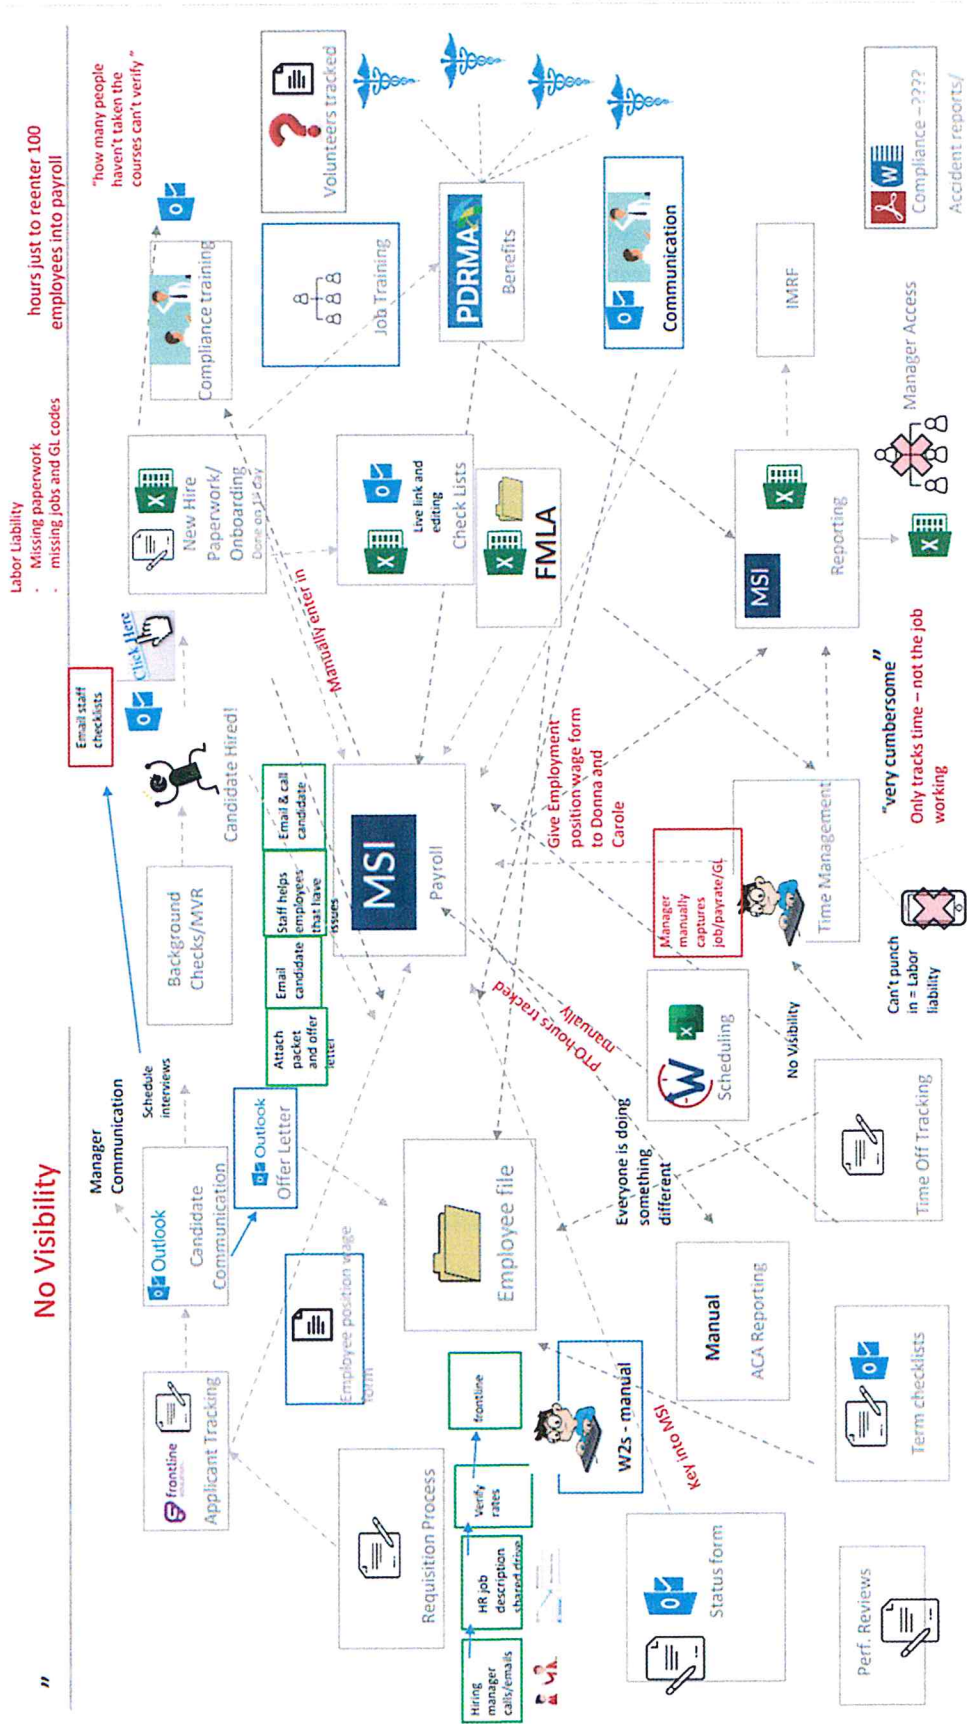 ”
No Visibility
Labor Liability
- Missing paperwork
- missing jobs and GL codes
hours just to reenter 100
employees into payroll
Manager
Communication
Schedule
interviews
Email staff
checklists
Click Here
"how many people
haven't taken the
courses can't verify "
frontline
Applicant Tracking
Outlook
Candidate
Communication
Background
Checks/MVR
Candidate Hired!
X
New Hire
Paperwork/
Onboarding
Done on 1st day
Compliance training
Employee position wage
form
Outlook
Offer Letter
Attach
packet
and offer
letter
Email
candidate
Staff helps
employees
that have
issues
Email & call
candidate
Manually enter in
Job Training
?
Volunteers tracked
Requisition Process
Employee file
MSI
Payroll
X
Live link and
editing
Check Lists
PDRMA
Benefits
Hiring
manager
calls/emails
HR job
description
shared drive
Verify
rates
frontline
W2s - manual
X
FMLA
Give Employment
position wage form
to Donna and
Carole
Communication
PTO-hours tracked
manually
Everyone is doing
something
different
Status form
Key into MSI
Manual
ACA Reporting
W
X
Scheduling
No Visibility
Manager
manually
captures
job/payrate/GL
Time Management
MSI
X
Reporting
IMRF
Perf. Reviews
Term checklists
Time Off Tracking
Can't punch
in = Labor
liability
"very cumbersome”
Only tracks time – not the job
working
X
Manager Access
W
Compliance –????
Accident reports/